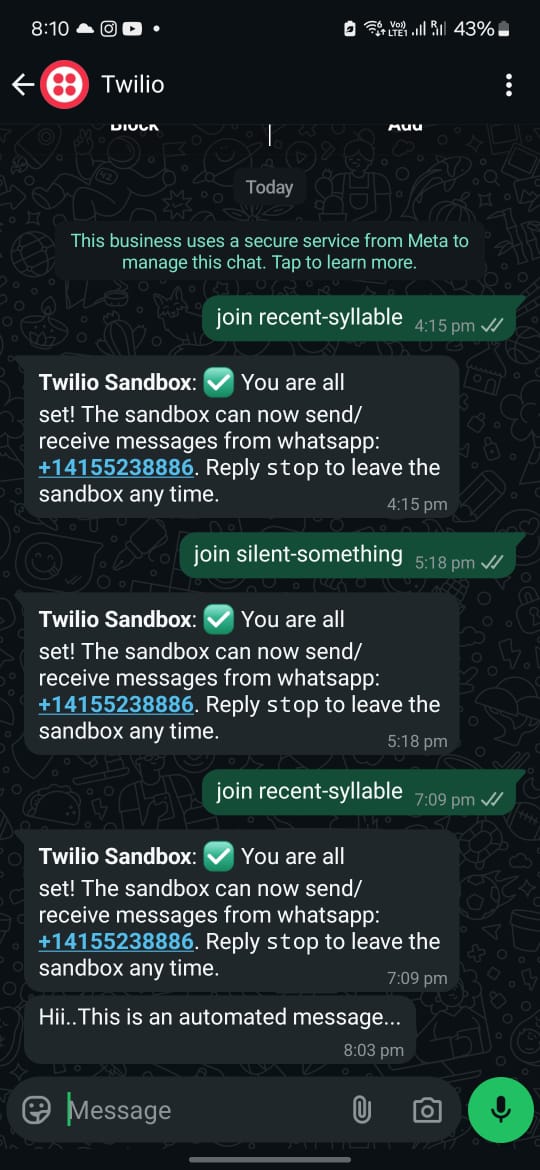 8:10
Vo)) R
LTE1 43%
Twilio
Block Add
Today
This business uses a secure service from Meta to
manage this chat. Tap to learn more.
join recent-syllable 4:15 pm
Twilio Sandbox: ✅ You are all
set! The sandbox can now send/
receive messages from whatsapp:
+14155238886. Reply stop to leave the
sandbox any time.
4:15 pm
join silent-something 5:18 pm
Twilio Sandbox: ✅ You are all
set! The sandbox can now send/
receive messages from whatsapp:
+14155238886. Reply stop to leave the
sandbox any time.
5:18 pm
join recent-syllable 7:09 pm
Twilio Sandbox: ✅ You are all
set! The sandbox can now send/
receive messages from whatsapp:
+14155238886. Reply stop to leave the
sandbox any time.
7:09 pm
Hii..This is an automated message...
8:03 pm
Message